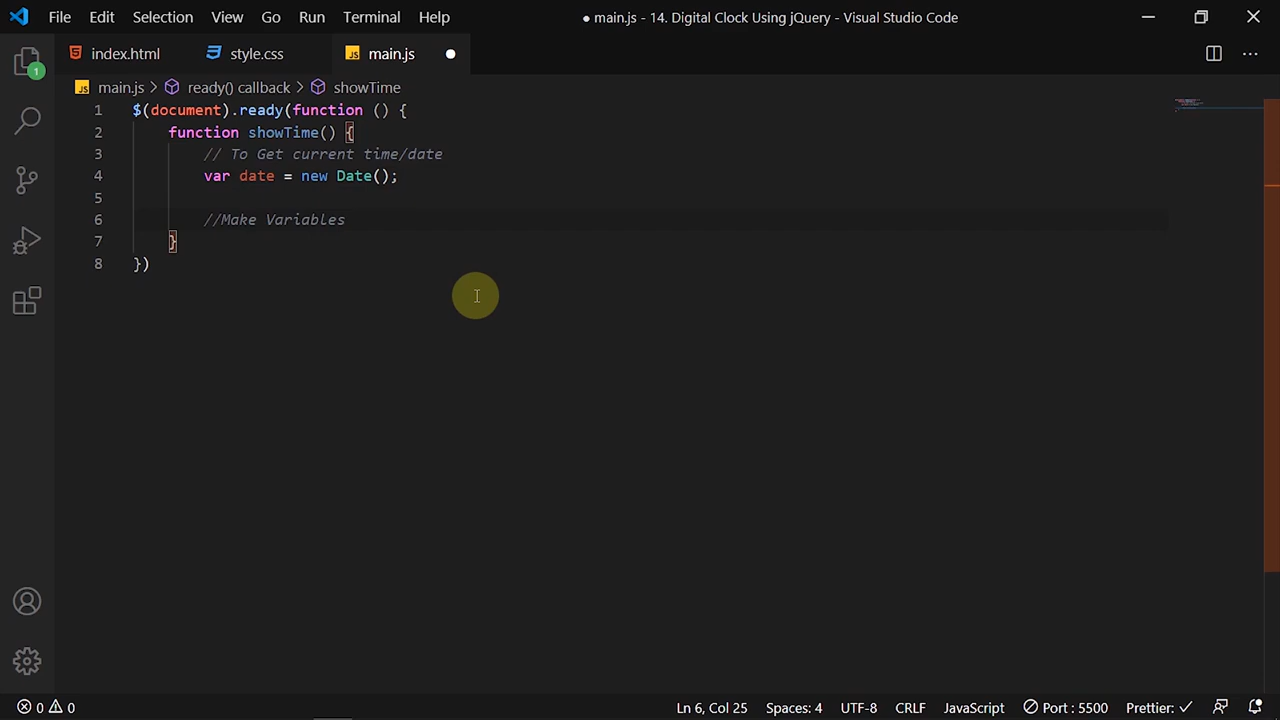 File Edit Selection View Go Run Terminal Help ● main.js - 14. Digital Clock Using jQuery - Visual Studio Code
index.html style.css JS main.js
1
JS main.js > ready() callback > showTime
1 $(document).ready(function () {
2 function showTime() {
3 // To Get current time/date
4 var date = new Date();
5
6 //Make Variables
7 }
8 })
0 0 Ln 6, Col 25 Spaces: 4 UTF-8 CRLF JavaScript Port : 5500 Prettier: ✓